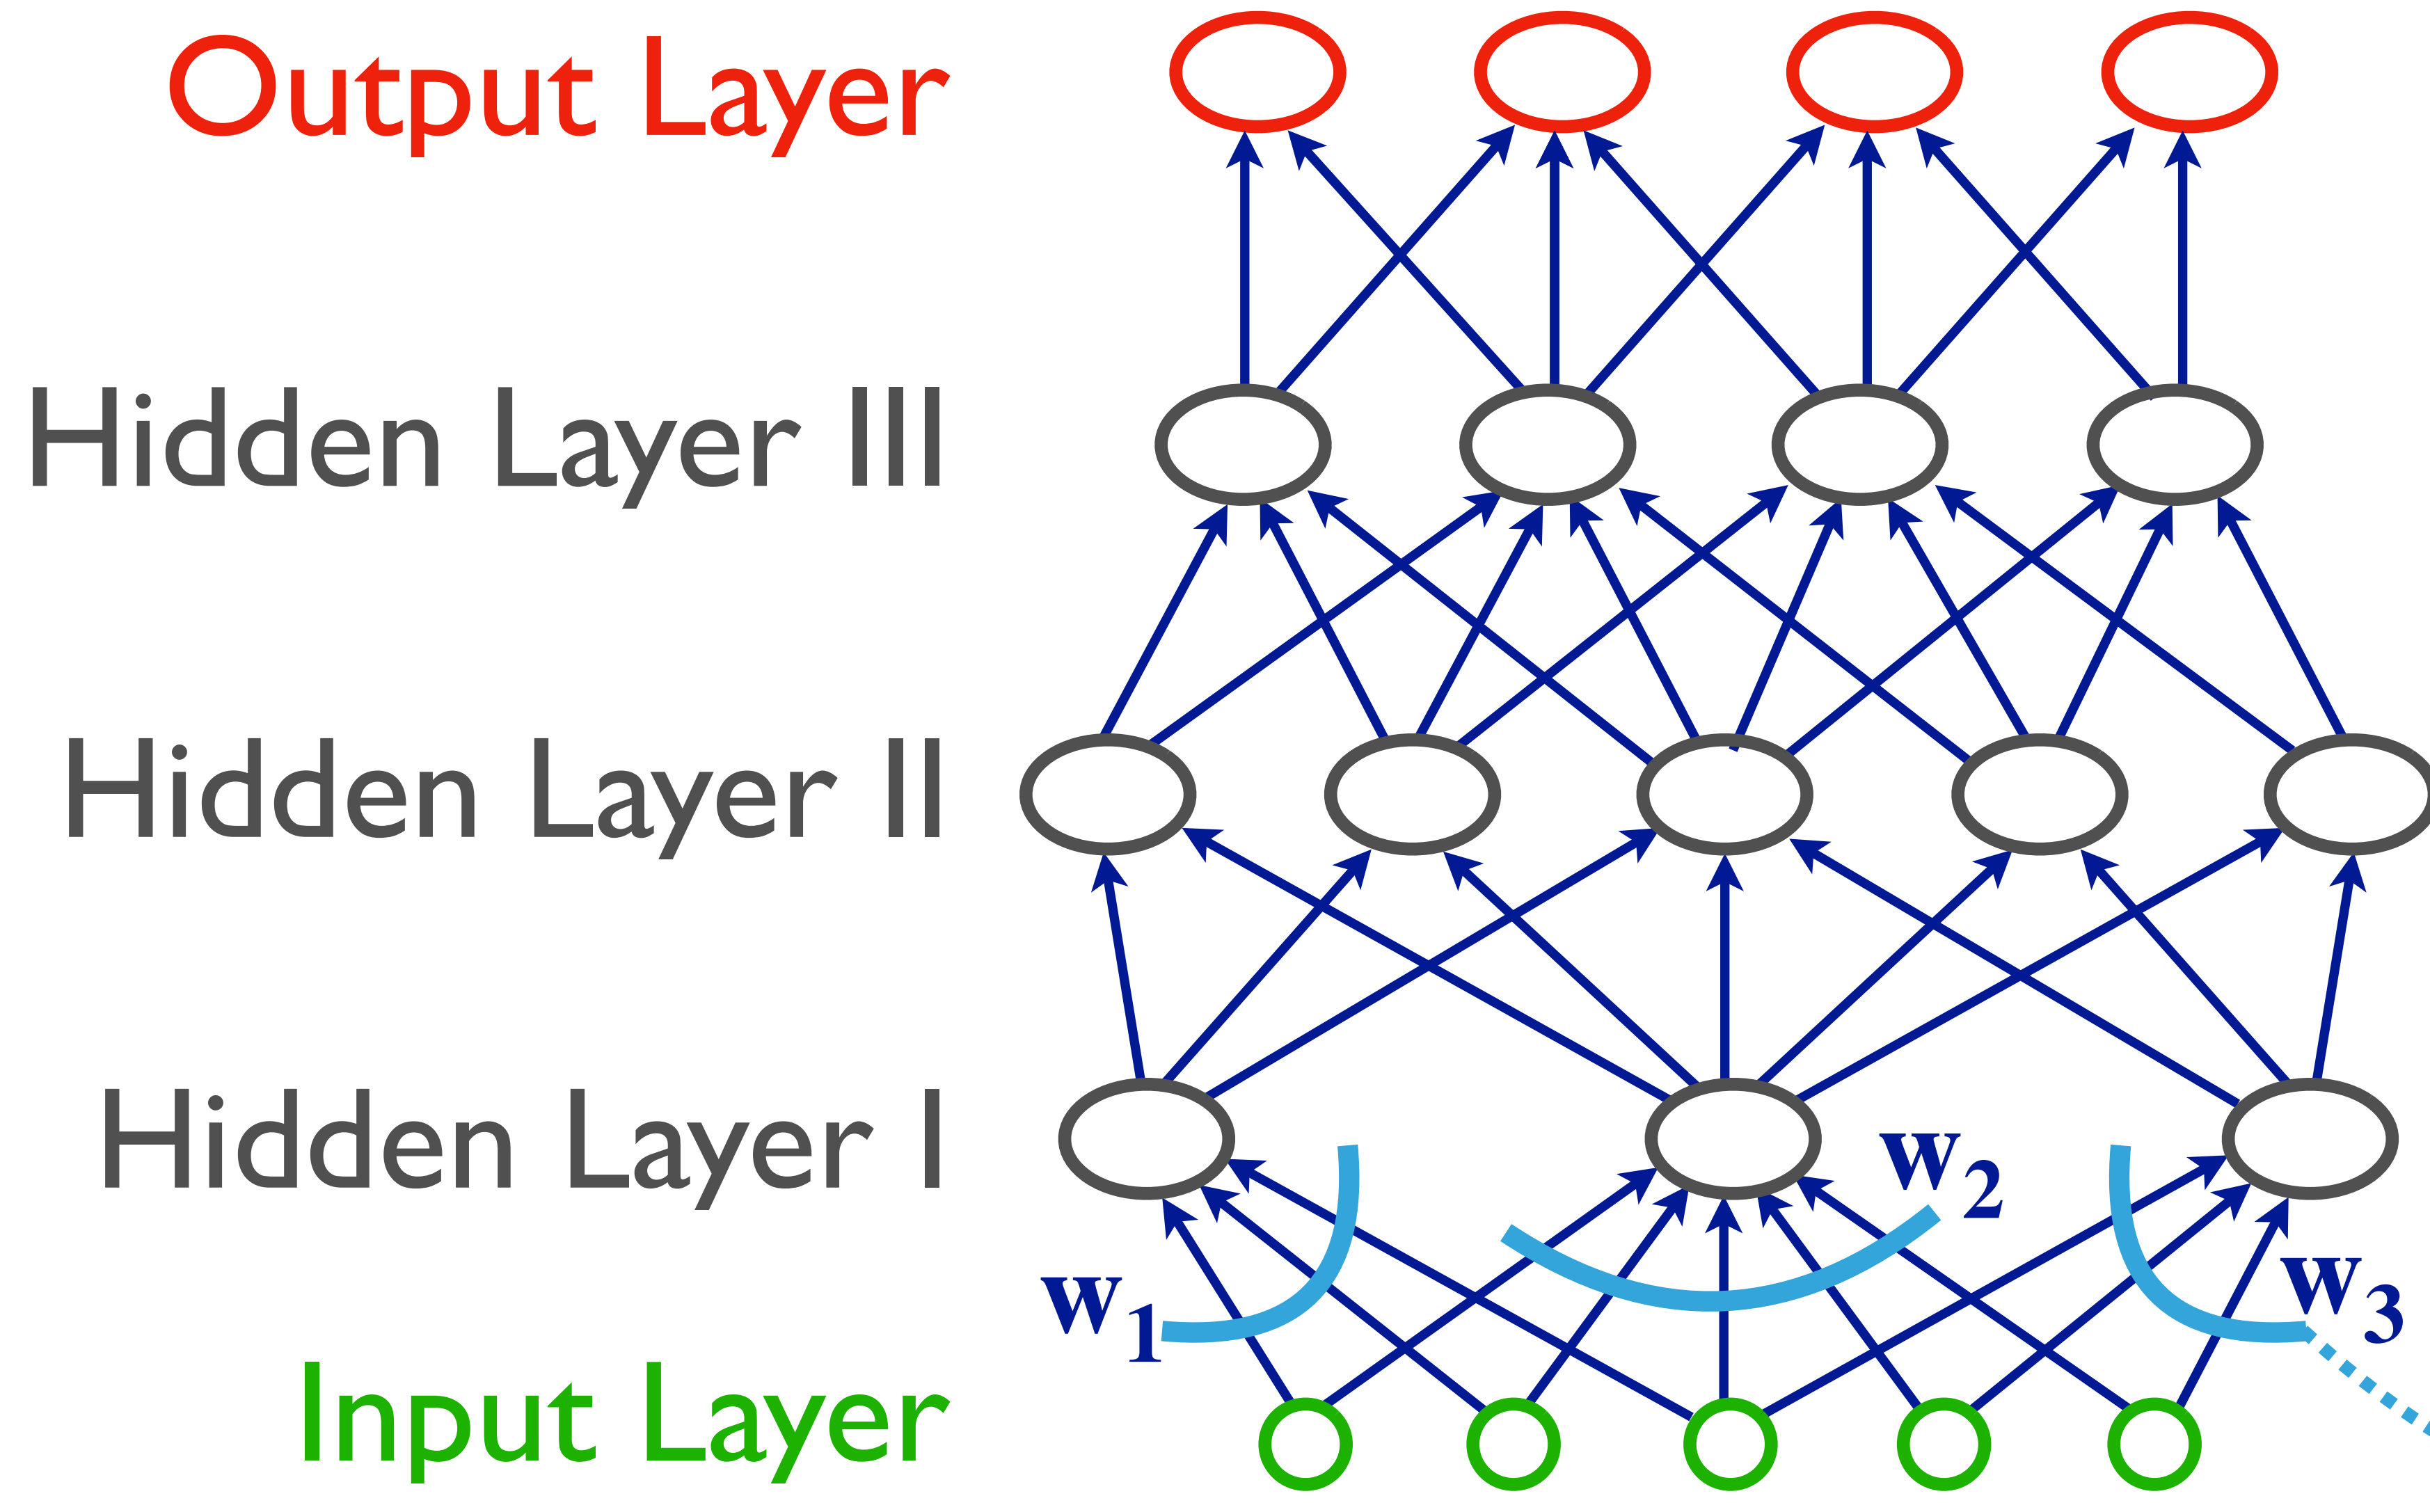 Output Layer
Hidden Layer III
Hidden Layer II
Hidden Layer I
w2
w3
w1
Input Layer